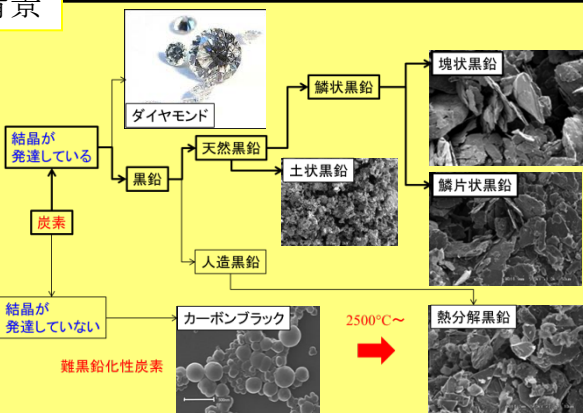 背景
ダイヤモンド
結晶が
発達している
黒鉛
天然黒鉛
鱗状黒鉛
塊状黒鉛
土状黒鉛
鱗片状黒鉛
炭素
人造黒鉛
結晶が
発達していない
カーボンブラック
2500°C～
熱分解黒鉛
難黒鉛化性炭素